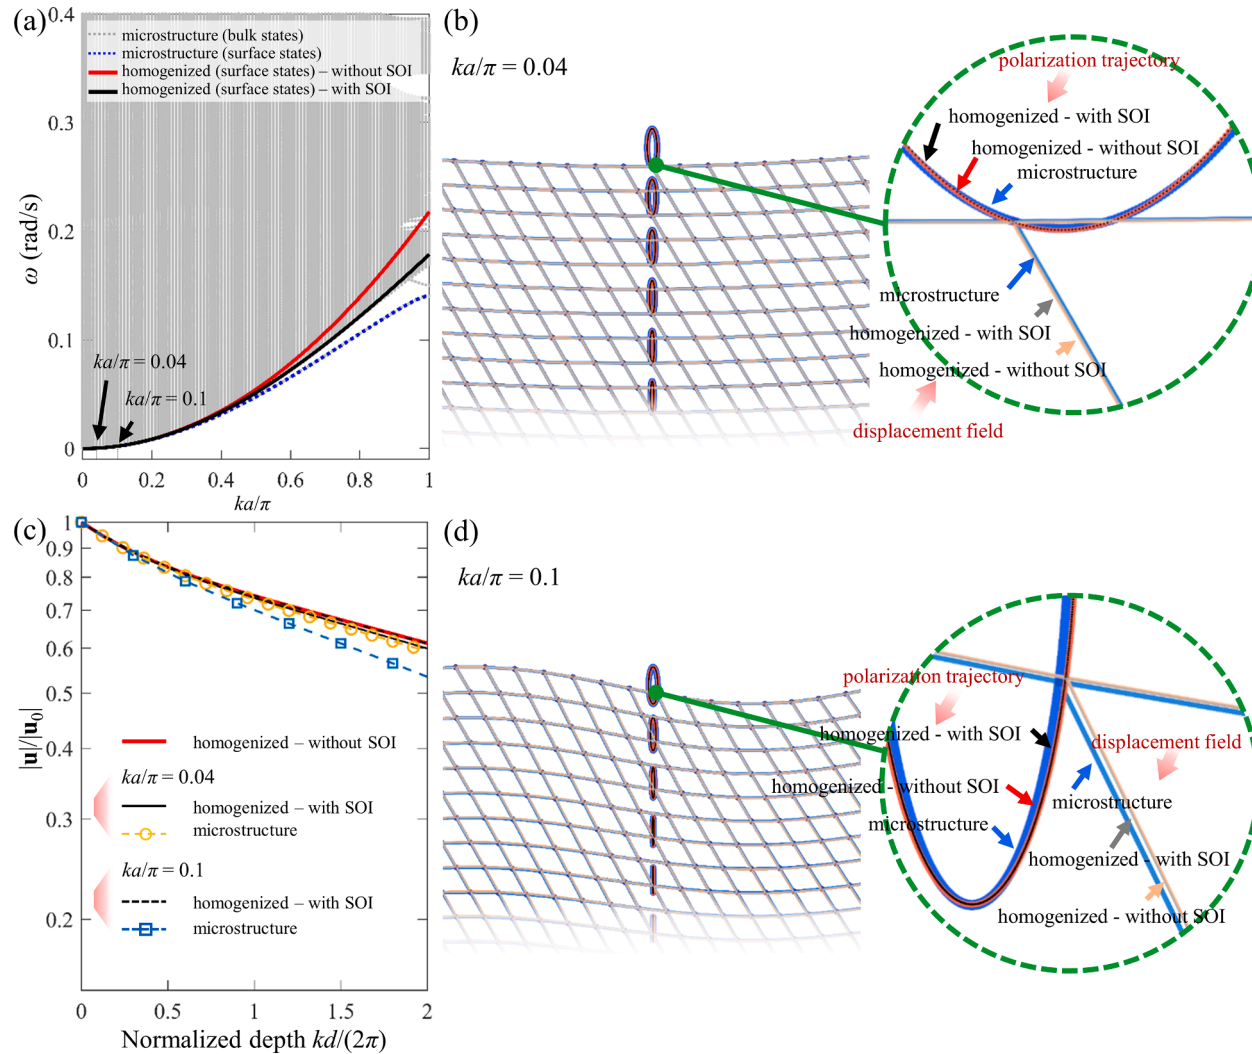 (a)
0.4
0.3
0.2
0.1
0
ω (rad/s)
microstructure (bulk states)
microstructure (surface states)
homogenized (surface states) – without SOI
homogenized (surface states) – with SOI
ka/π = 0.04
ka/π = 0.1
0 0.2 0.4 0.6 0.8 1
ka/π
(b)
ka/π = 0.04
polarization trajectory
homogenized - with SOI
homogenized - without SOI
microstructure
microstructure
homogenized - with SOI
homogenized - without SOI
displacement field
(c)
1
0.9
0.8
0.7
0.6
0.5
0.4
0.3
0.2
|u|/|u₀|
homogenized – without SOI
ka/π = 0.04
homogenized – with SOI
microstructure
ka/π = 0.1
homogenized – with SOI
microstructure
0 0.5 1 1.5 2
Normalized depth kd/(2π)
(d)
ka/π = 0.1
polarization trajectory
homogenized - with SOI
displacement field
homogenized - without SOI
microstructure
microstructure
homogenized - with SOI
homogenized - without SOI